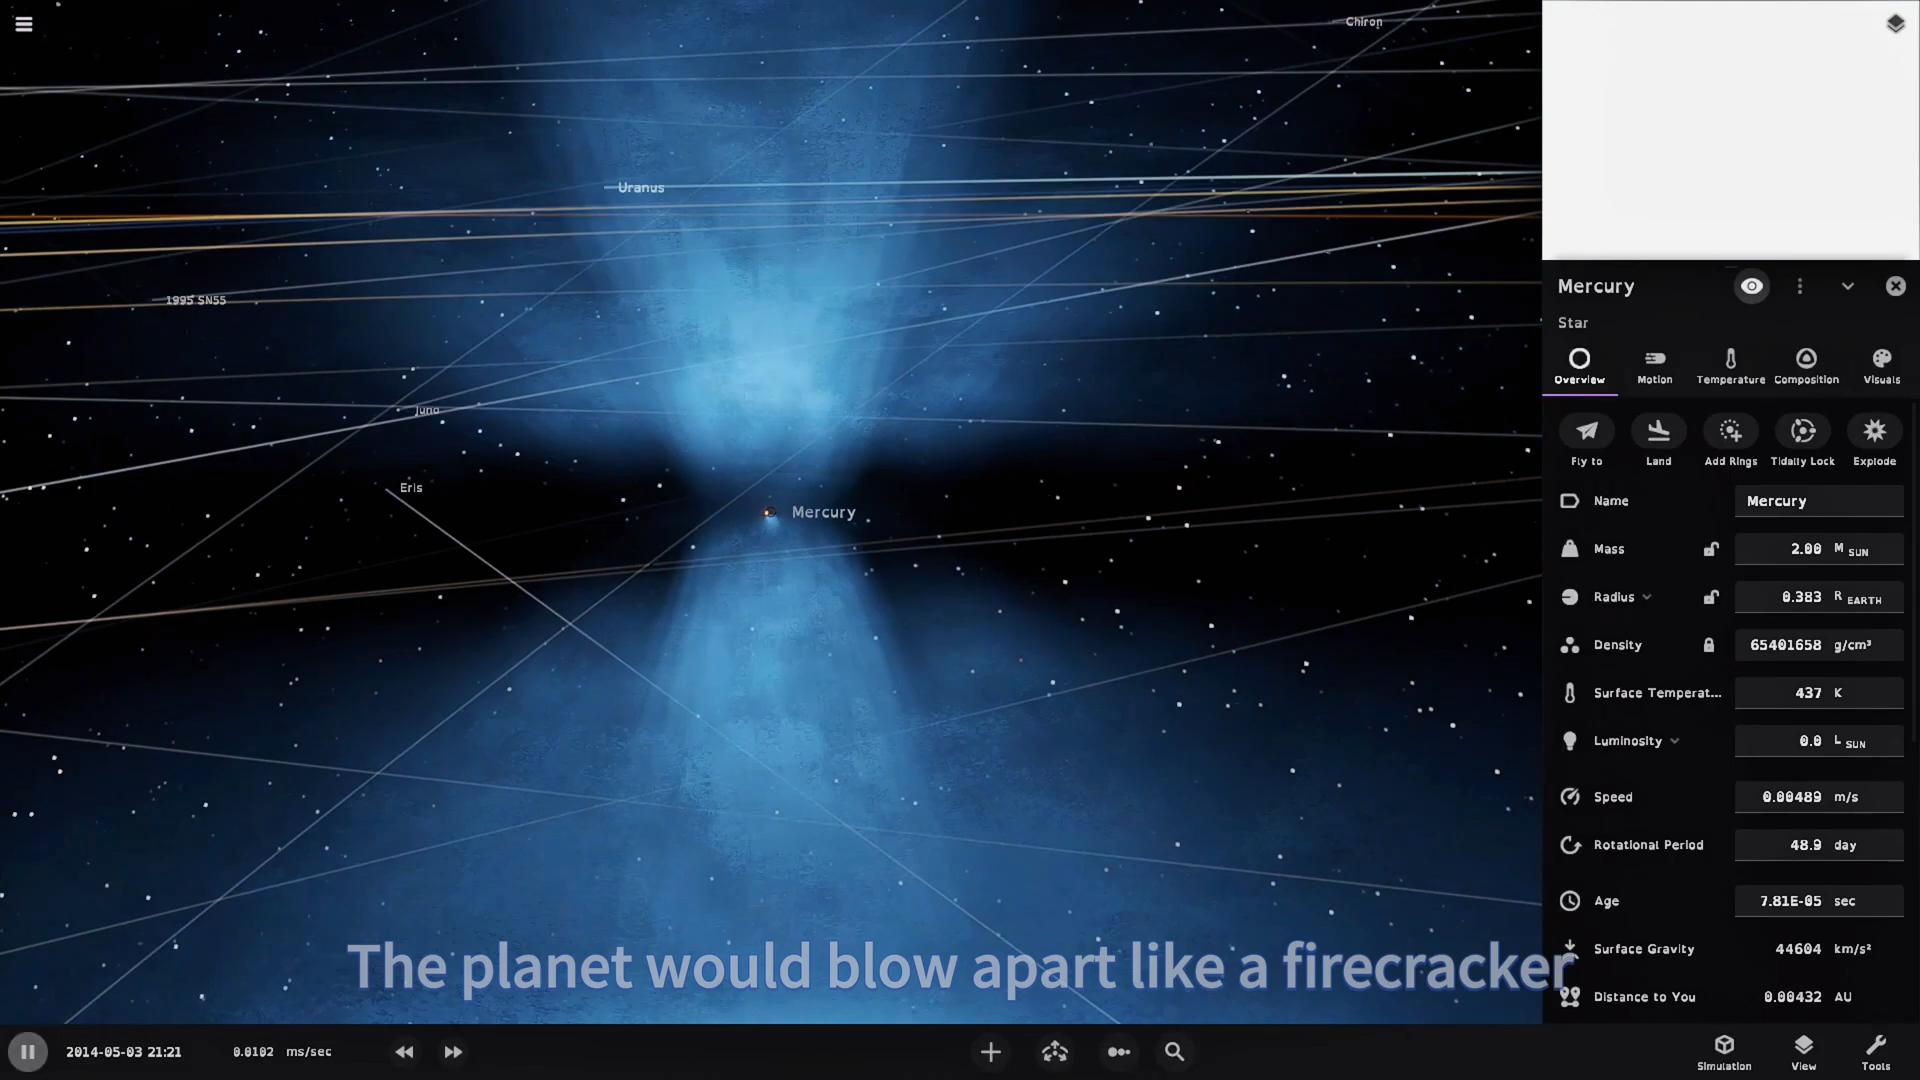 Chiron
Uranus
1995 SN55
Juno
Eris
Mercury
Mercury
Star
Overview
Motion
Temperature
Composition
Visuals
Fly to
Land
Add Rings
Tidally Lock
Explode
Name Mercury
Mass 2.00 M SUN
Radius 0.383 R EARTH
Density 65401658 g/cm³
Surface Temperat... 437 K
Luminosity 0.0 L SUN
Speed 0.00489 m/s
Rotational Period 48.9 day
Age 7.81E-05 sec
Surface Gravity 44604 km/s²
Distance to You 0.00432 AU
The planet would blow apart like a firecracker
2014-05-03 21:21
0.0102 ms/sec
Simulation
View
Tools